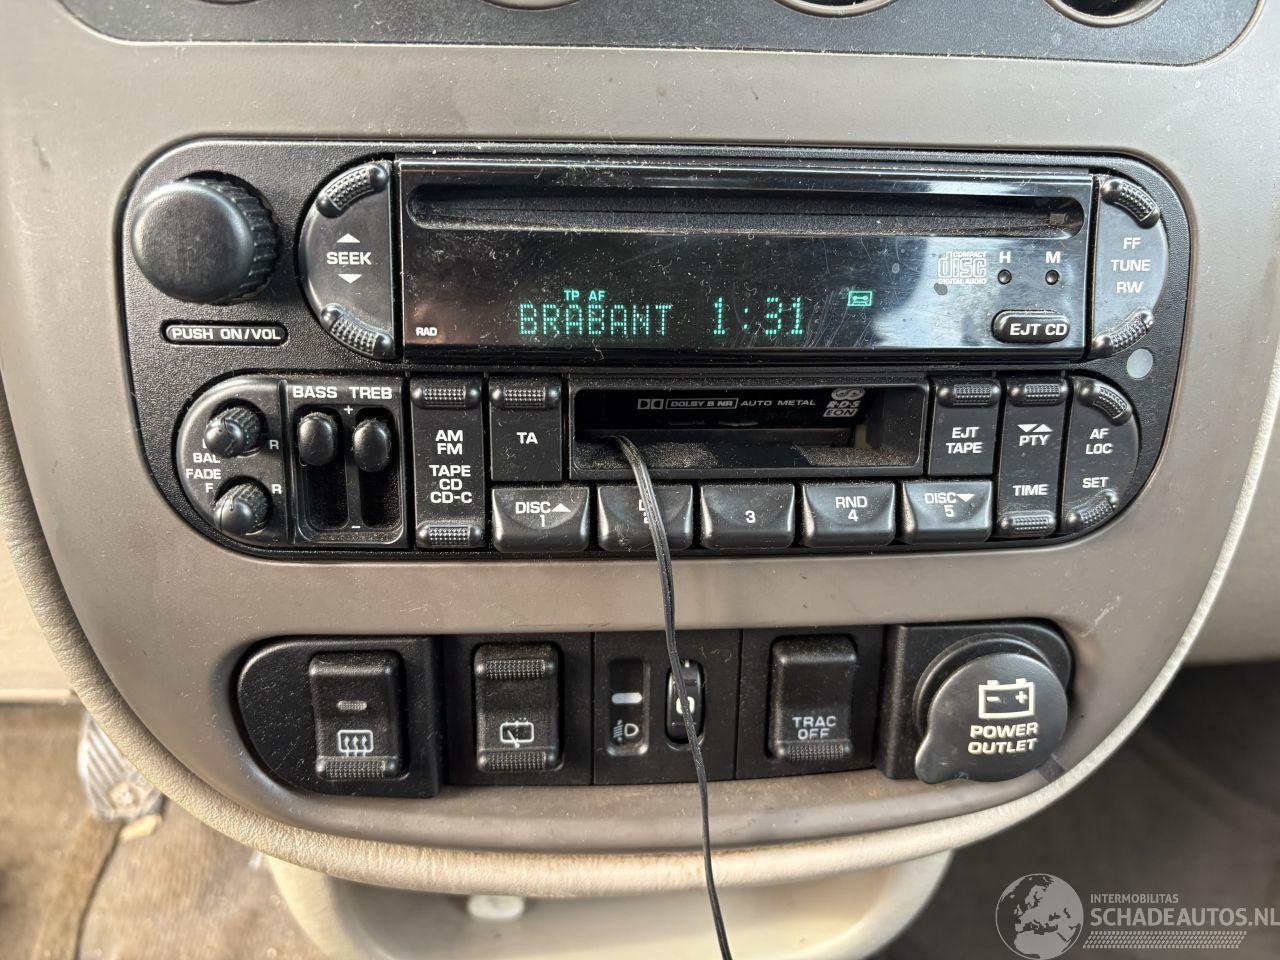 SEEK
PUSH ON/VOL
TP AF
BRABANT 1:31
RAD
COMPACT
disc
DIGITAL AUDIO
H M
EJT CD
FF
TUNE
RW
BASS TREB
+
-
BAL
FADE
F
R
R
AM
FM
TAPE
CD
CD-C
TA
DOLBY B NR AUTO METAL
R·D·S
EON
EJT
TAPE
PTY
TIME
AF
LOC
SET
DISC
1
2
3
RND
4
DISC
5
TRAC
OFF
- +
POWER
OUTLET
INTERMOBILITAS
SCHADEAUTOS.NL